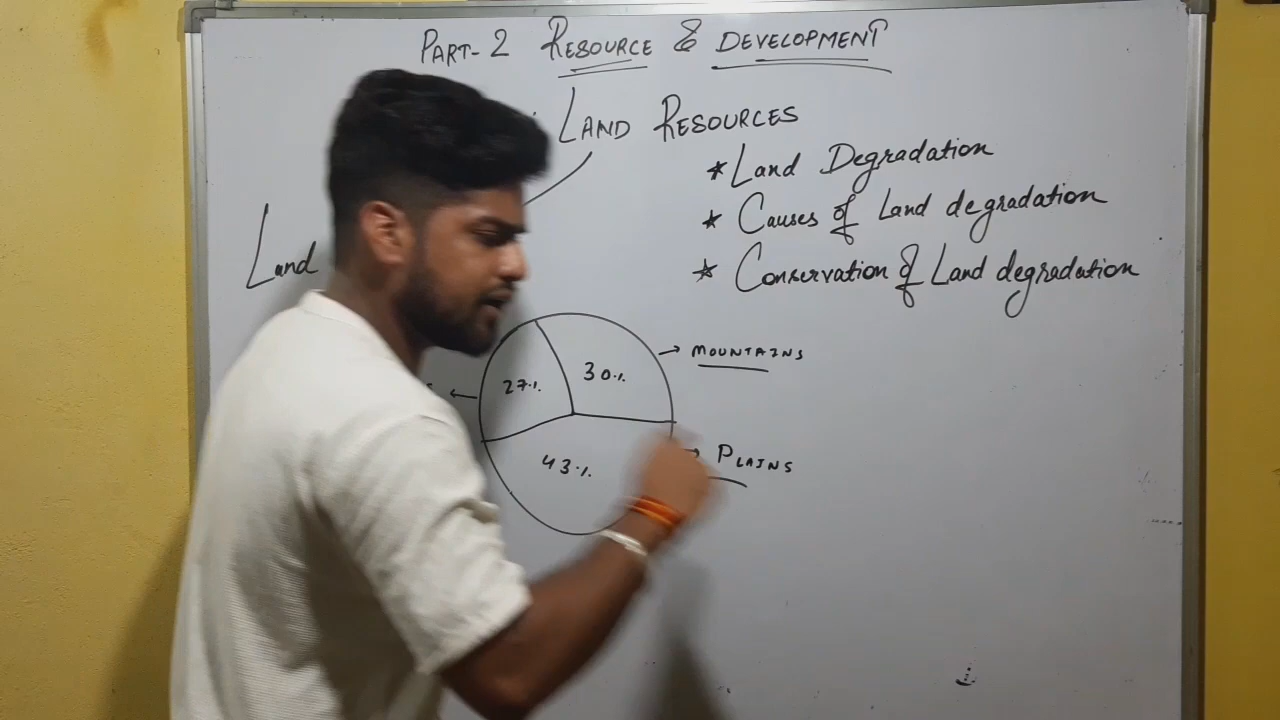 PART-2 RESOURCE & DEVELOPMENT
LAND RESOURCES
* Land Degradation
* Causes of Land degradation
* Conservation of Land degradation
Land
27%
30%
MOUNTAINS
43%
PLAINS